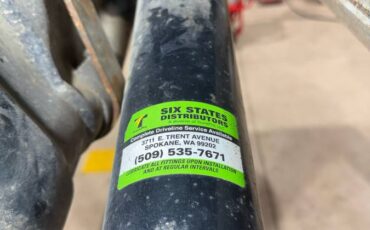 SIX STATES
DISTRIBUTORS
Complete Driveline Service Available
3711 E. TRENT AVENUE
SPOKANE, WA 99202
(509) 535-7671
LUBRICATE ALL FITTINGS UPON INSTALLATION
AND AT REGULAR INTERVALS